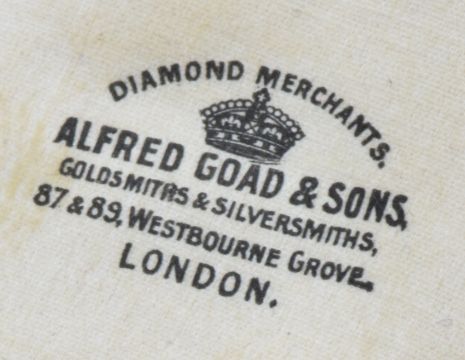 DIAMOND MERCHANTS.
ALFRED GOAD & SONS,
GOLDSMITHS & SILVERSMITHS,
87 & 89, WESTBOURNE GROVE.
LONDON.